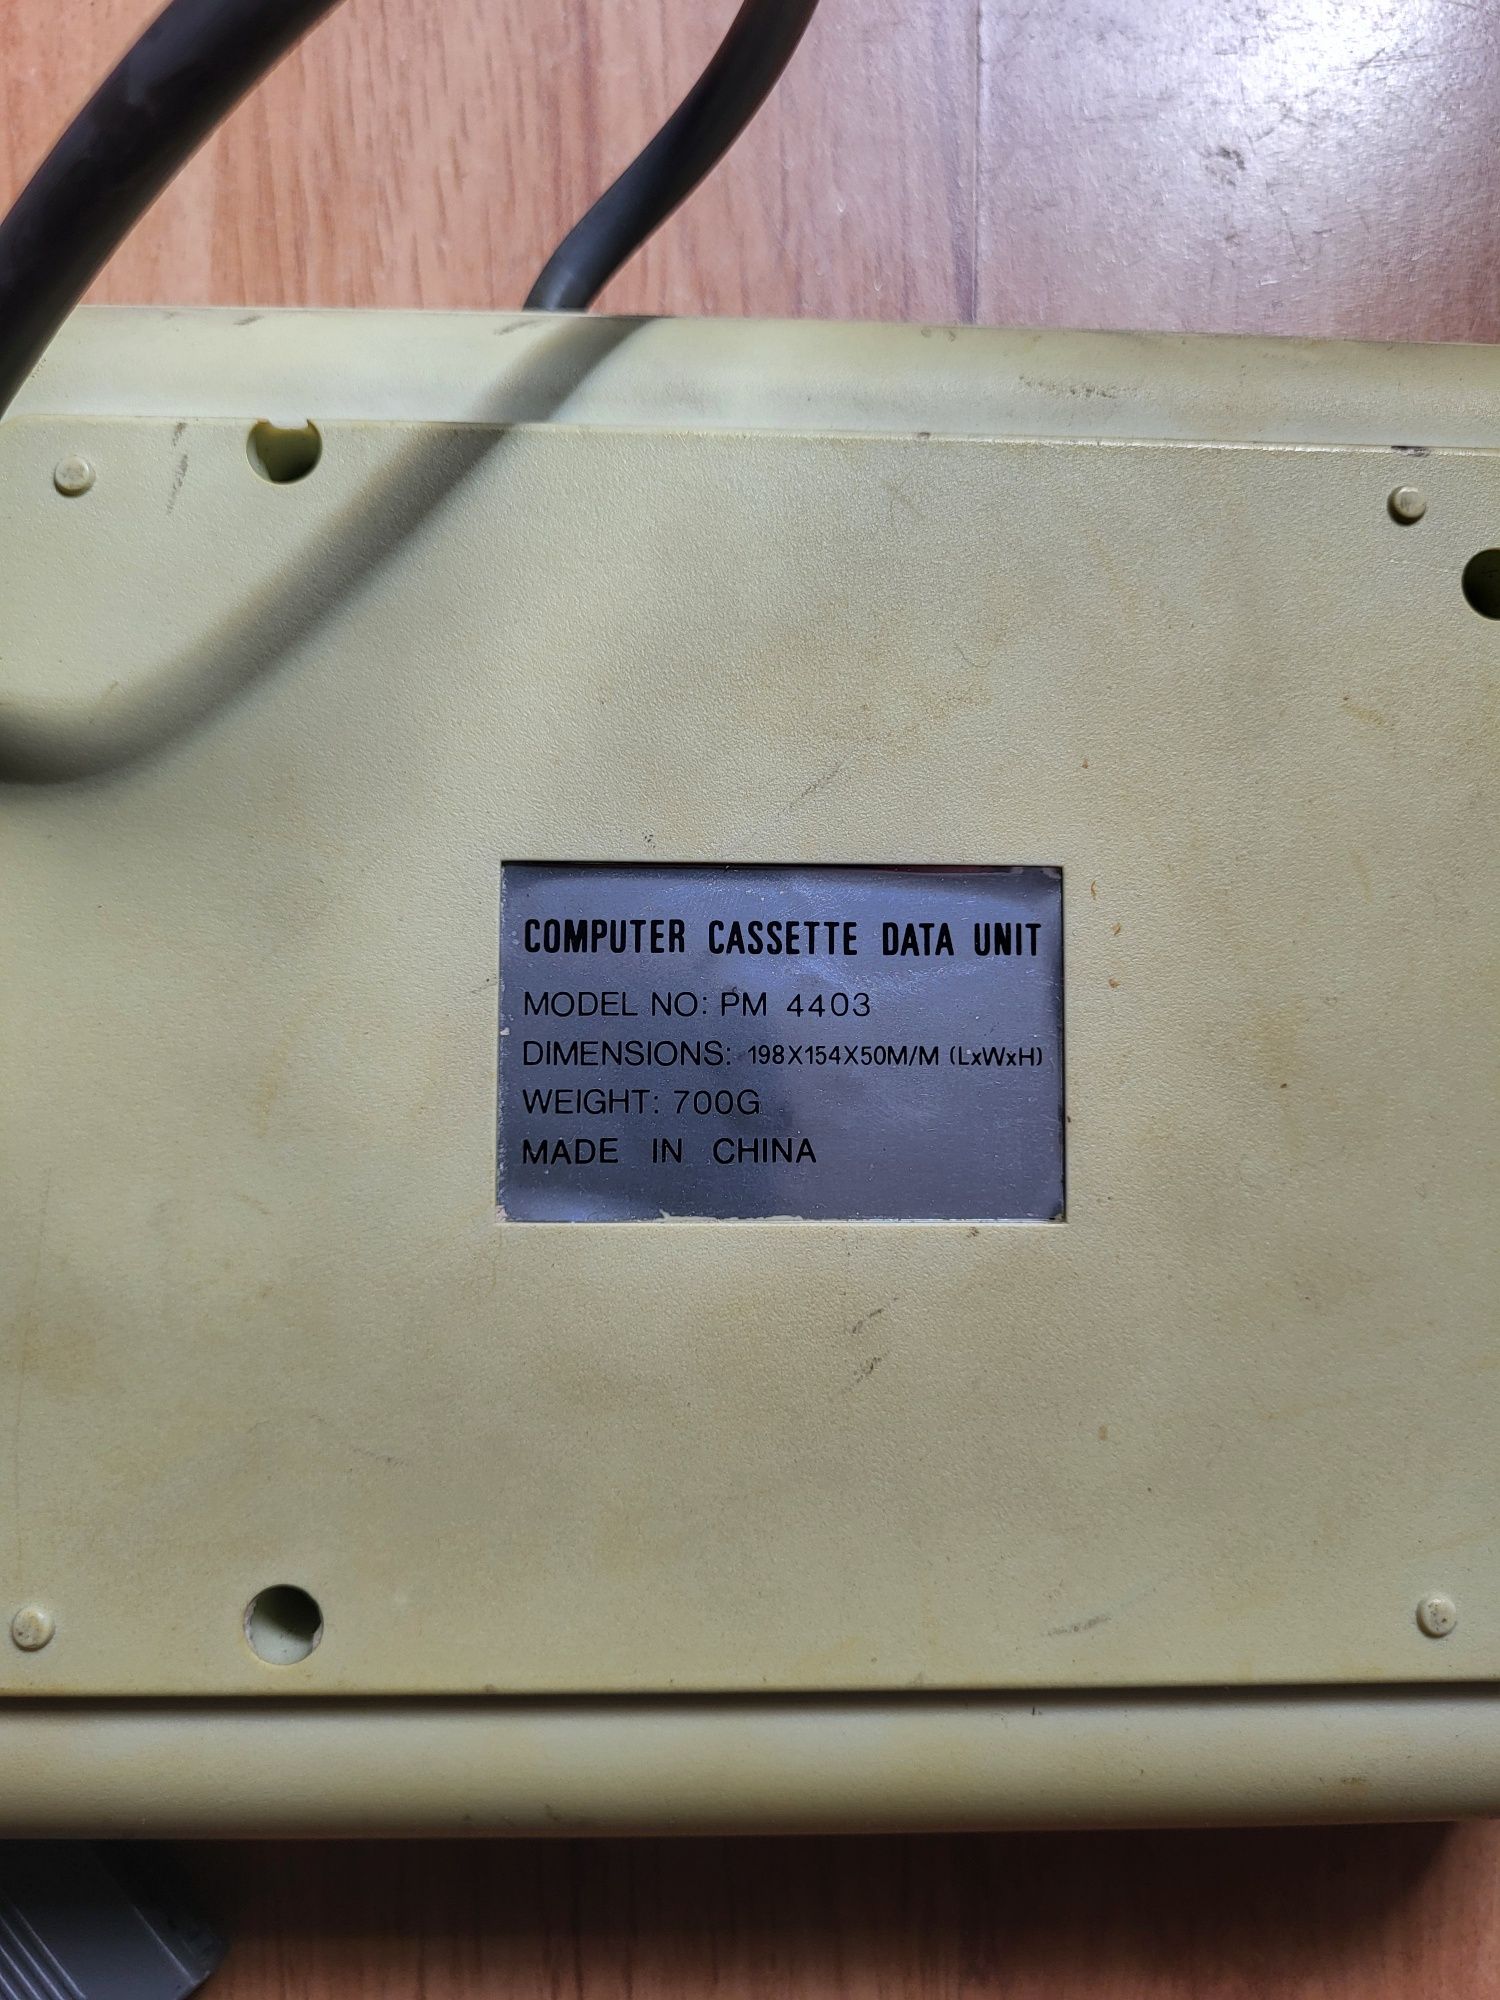 COMPUTER CASSETTE DATA UNIT
MODEL NO: PM 4403
DIMENSIONS: 198X154X50M/M (LxWxH)
WEIGHT: 700G
MADE IN CHINA